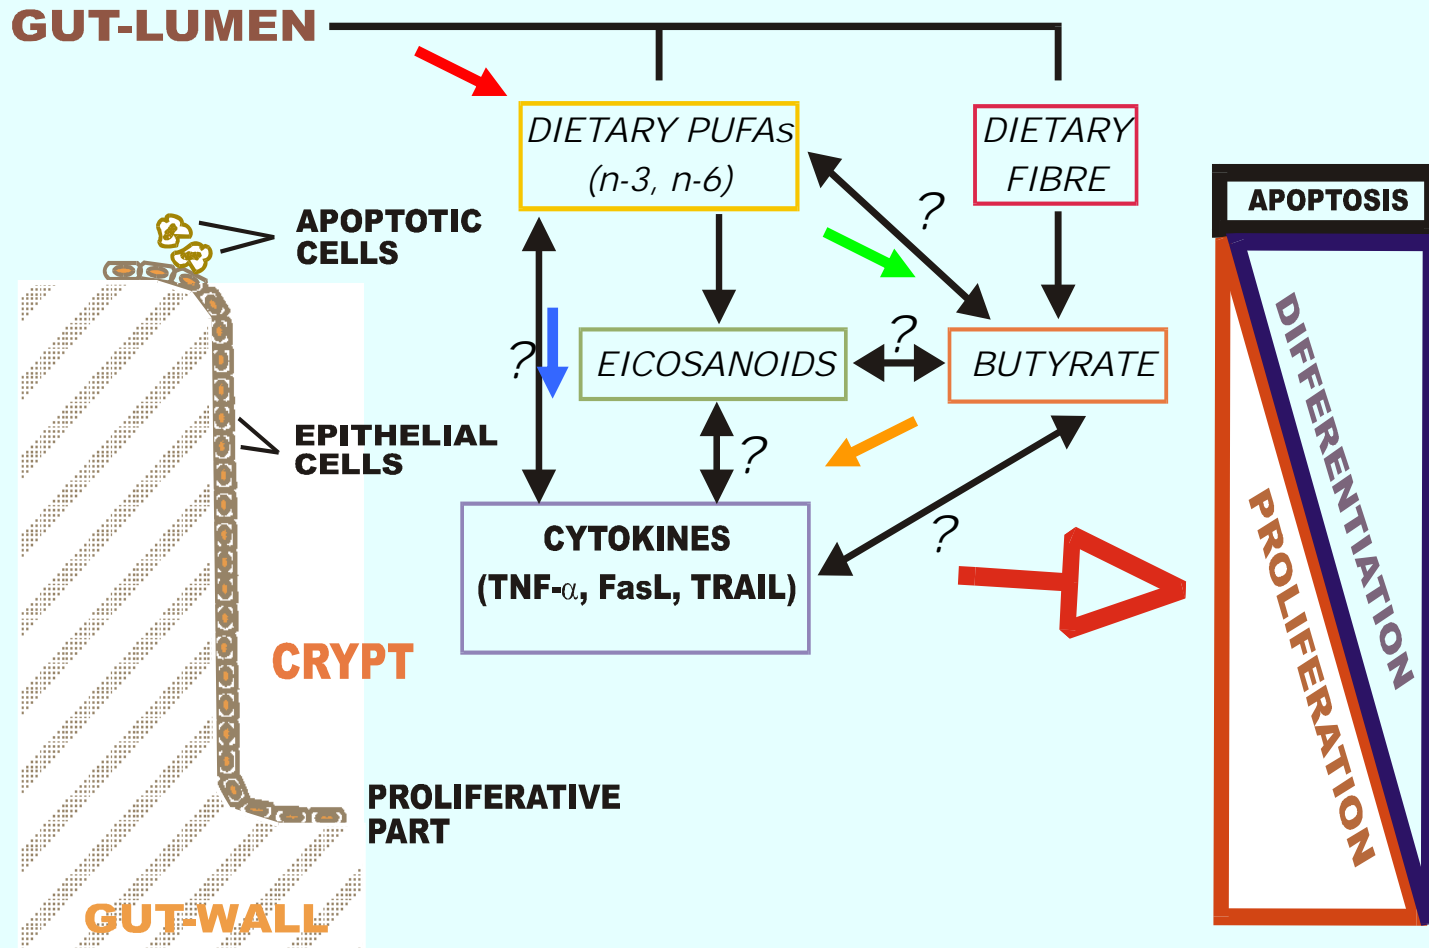 GUT-LUMEN
DIETARY PUFAs
(n-3, n-6)
DIETARY
FIBRE
?
APOPTOSIS
APOPTOTIC
CELLS
?
EICOSANOIDS
?
BUTYRATE
DIFFERENTIATION
EPITHELIAL
CELLS
?
CYTOKINES
(TNF-α, FasL, TRAIL)
?
PROLIFERATION
CRYPT
PROLIFERATIVE
PART
GUT-WALL